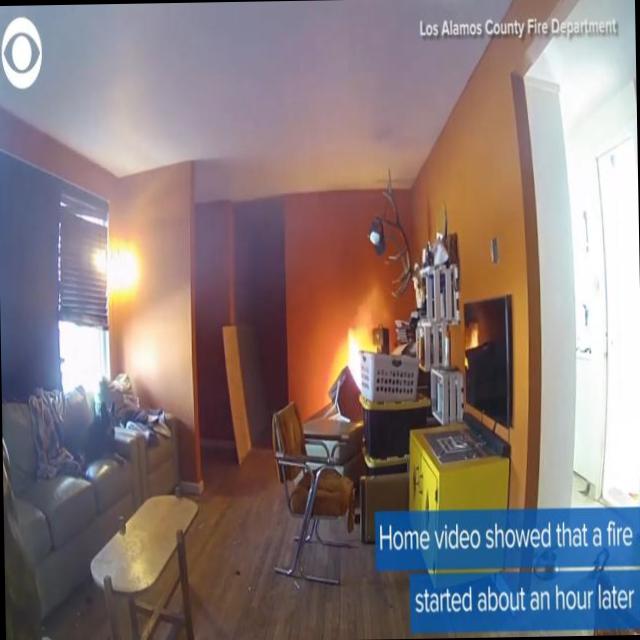 Los Alamos County Fire Department
Home video showed that a fire
started about an hour later